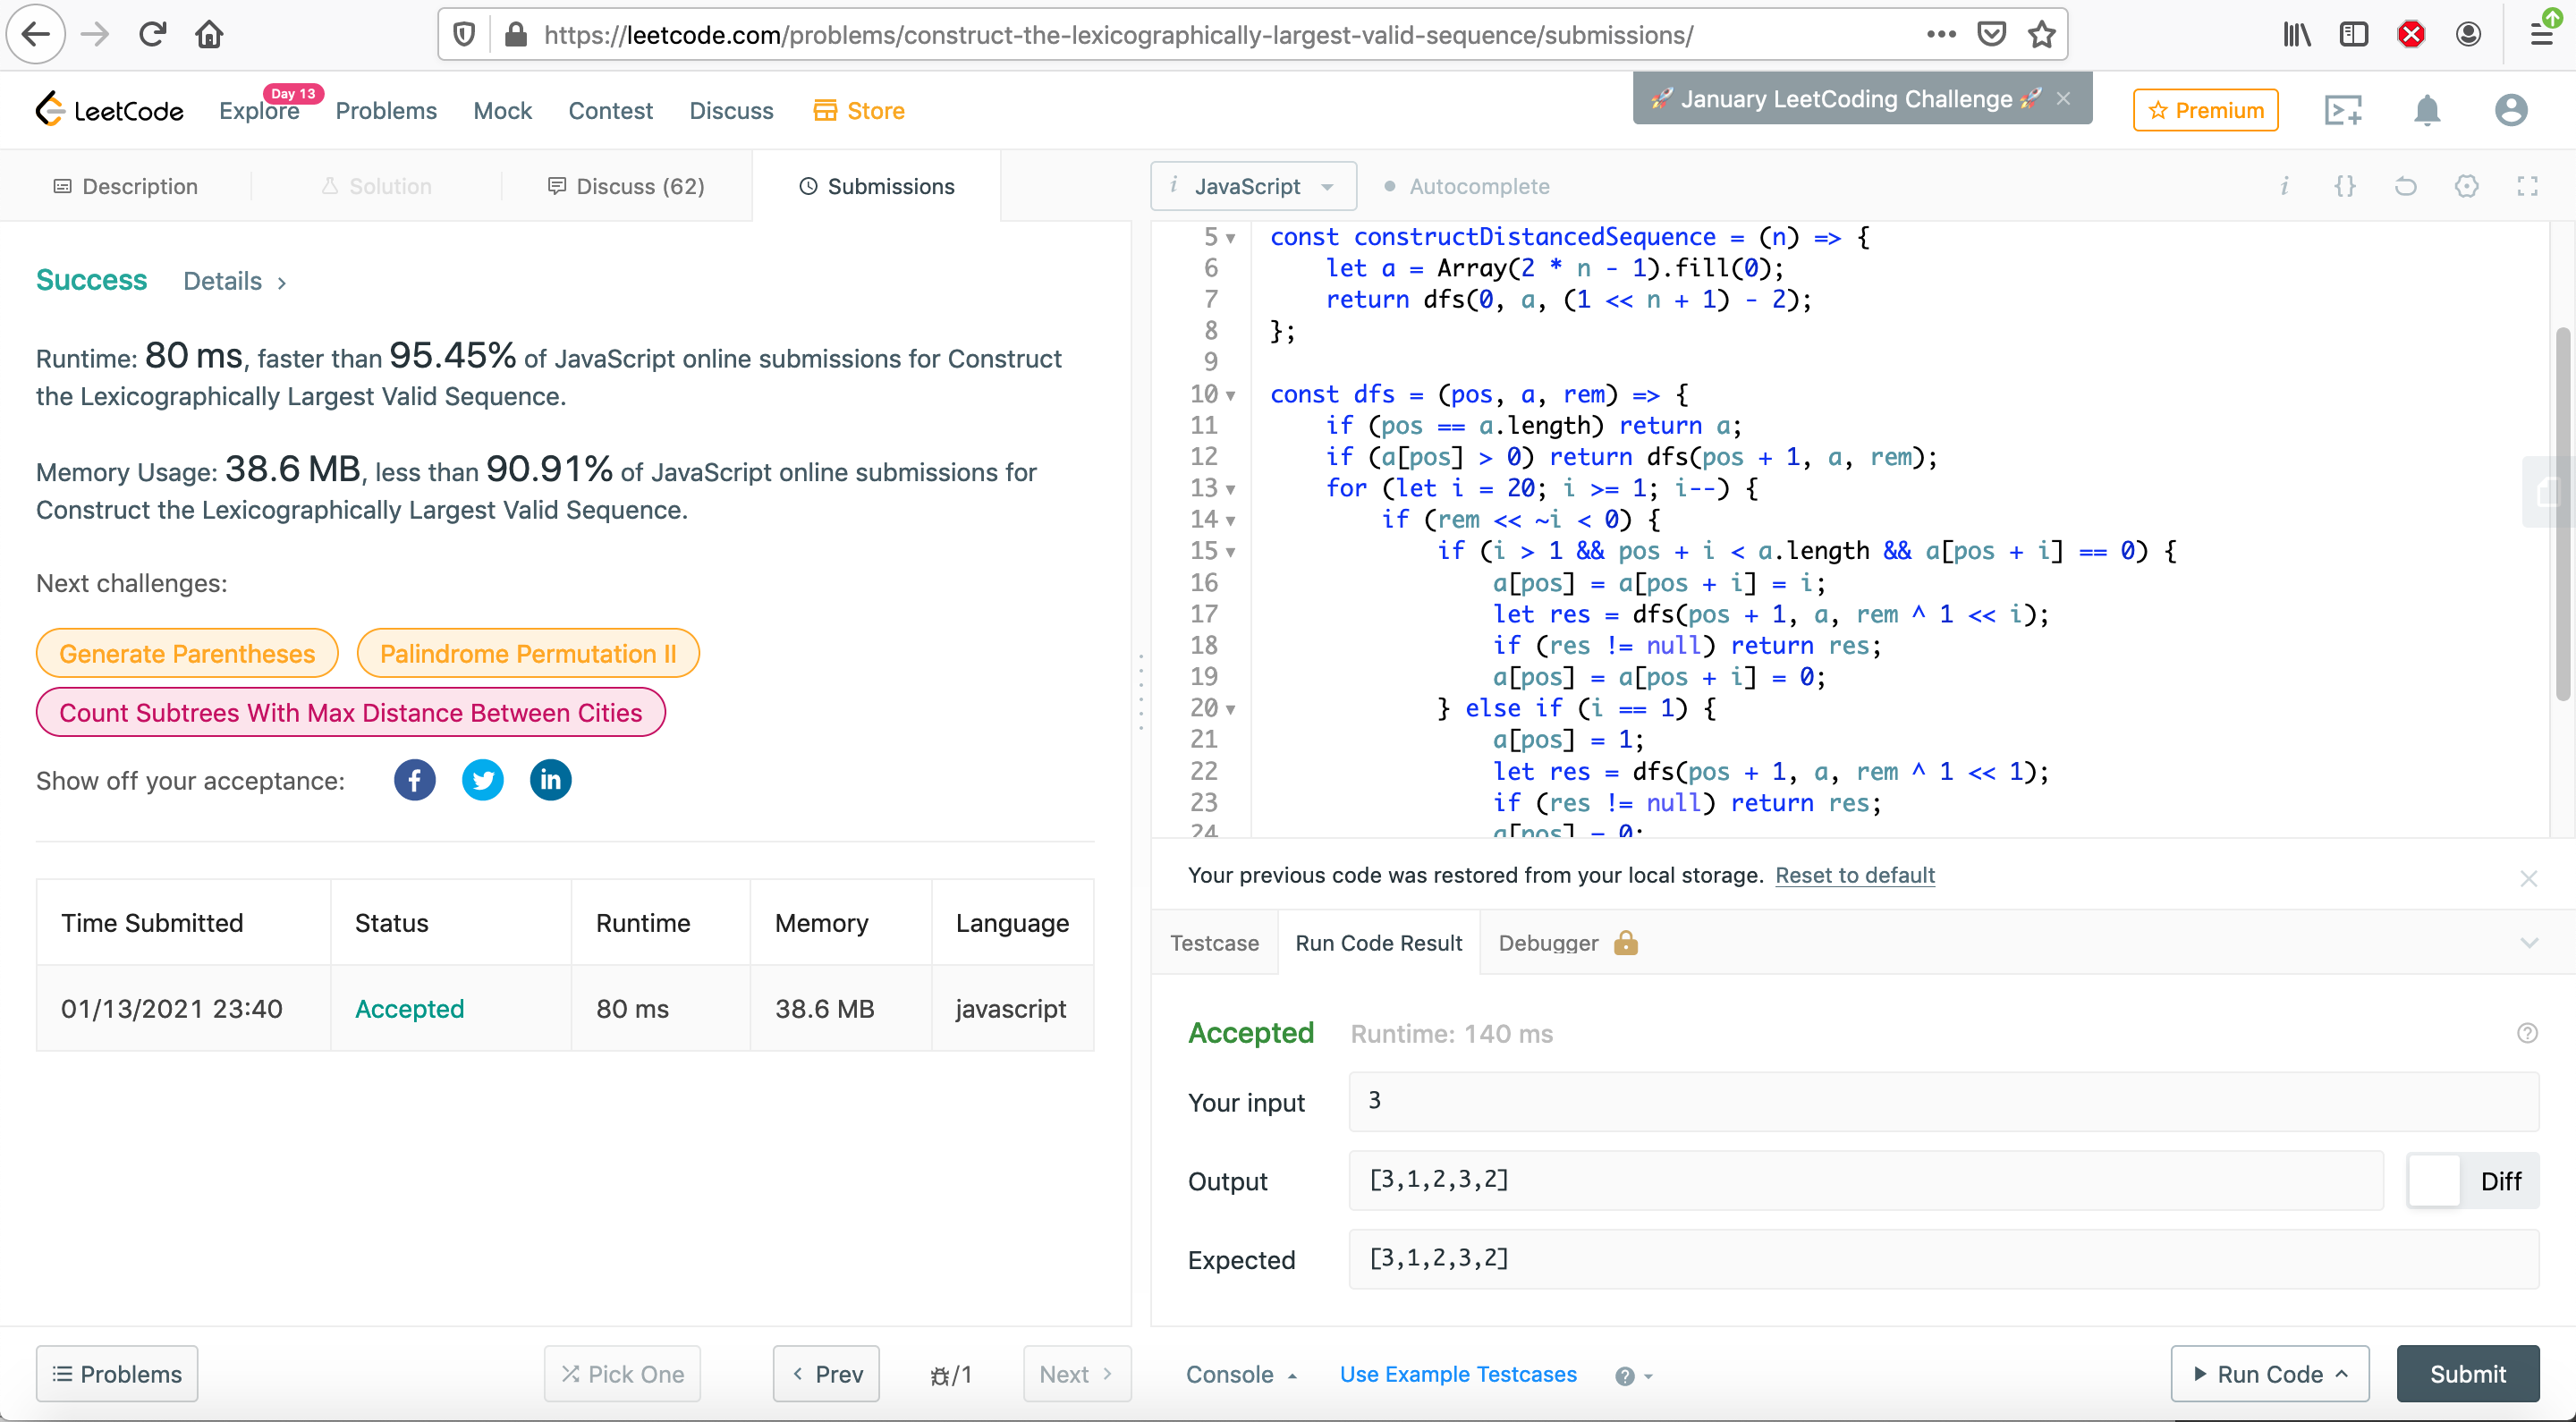 https://leetcode.com/problems/construct-the-lexicographically-largest-valid-sequence/submissions/
LeetCode
Explore
Day 13
Problems
Mock
Contest
Discuss
Store
🚀 January LeetCoding Challenge 🚀
Premium
Description
Solution
Discuss (62)
Submissions
i JavaScript
Autocomplete
Success
Details
Runtime: 80 ms, faster than 95.45% of JavaScript online submissions for Construct
the Lexicographically Largest Valid Sequence.
Memory Usage: 38.6 MB, less than 90.91% of JavaScript online submissions for
Construct the Lexicographically Largest Valid Sequence.
Next challenges:
Generate Parentheses
Palindrome Permutation II
Count Subtrees With Max Distance Between Cities
Show off your acceptance:
Time Submitted Status Runtime Memory Language
01/13/2021 23:40 Accepted 80 ms 38.6 MB javascript
5 const constructDistancedSequence = (n) => {
6 let a = Array(2 * n - 1).fill(0);
7 return dfs(0, a, (1 << n + 1) - 2);
8 };
9
10 const dfs = (pos, a, rem) => {
11 if (pos == a.length) return a;
12 if (a[pos] > 0) return dfs(pos + 1, a, rem);
13 for (let i = 20; i >= 1; i--) {
14 if (rem << ~i < 0) {
15 if (i > 1 && pos + i < a.length && a[pos + i] == 0) {
16 a[pos] = a[pos + i] = i;
17 let res = dfs(pos + 1, a, rem ^ 1 << i);
18 if (res != null) return res;
19 a[pos] = a[pos + i] = 0;
20 } else if (i == 1) {
21 a[pos] = 1;
22 let res = dfs(pos + 1, a, rem ^ 1 << 1);
23 if (res != null) return res;
24 a[pos] = 0;
Your previous code was restored from your local storage. Reset to default
Testcase
Run Code Result
Debugger
Accepted
Runtime: 140 ms
Your input
3
Output
[3,1,2,3,2]
Diff
Expected
[3,1,2,3,2]
Problems
Pick One
Prev
/1
Next
Console
Use Example Testcases
Run Code
Submit